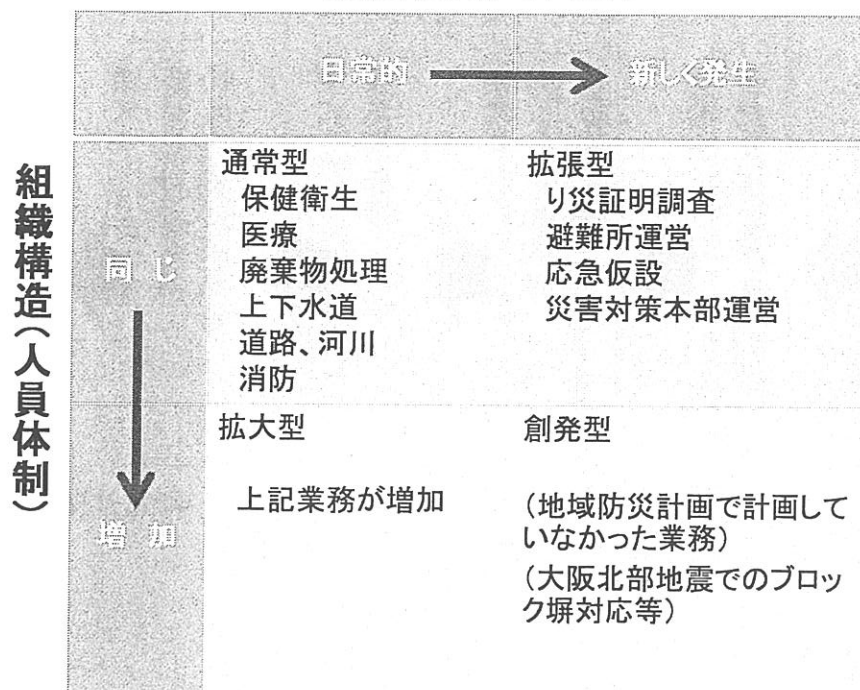 日常的 新しく発生
組織構造(人員体制)
同じ
通常型
保健衛生
医療
廃棄物処理
上下水道
道路、河川
消防
拡張型
り災証明調査
避難所運営
応急仮設
災害対策本部運営
増加
拡大型
上記業務が増加
創発型
(地域防災計画で計画して
いなかった業務)
(大阪北部地震でのブロッ
ク塀対応等)